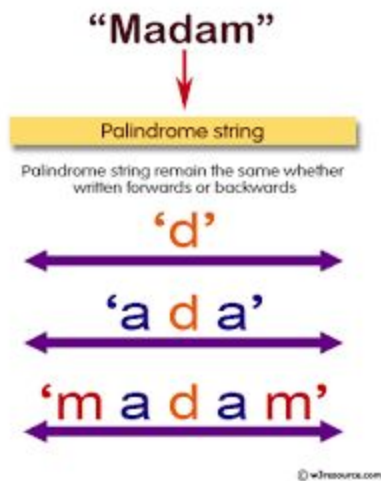 “Madam”
Palindrome string
Palindrome string remain the same whether
written forwards or backwards
‘d’
‘a d a’
‘m a d a m’
© w3resource.com